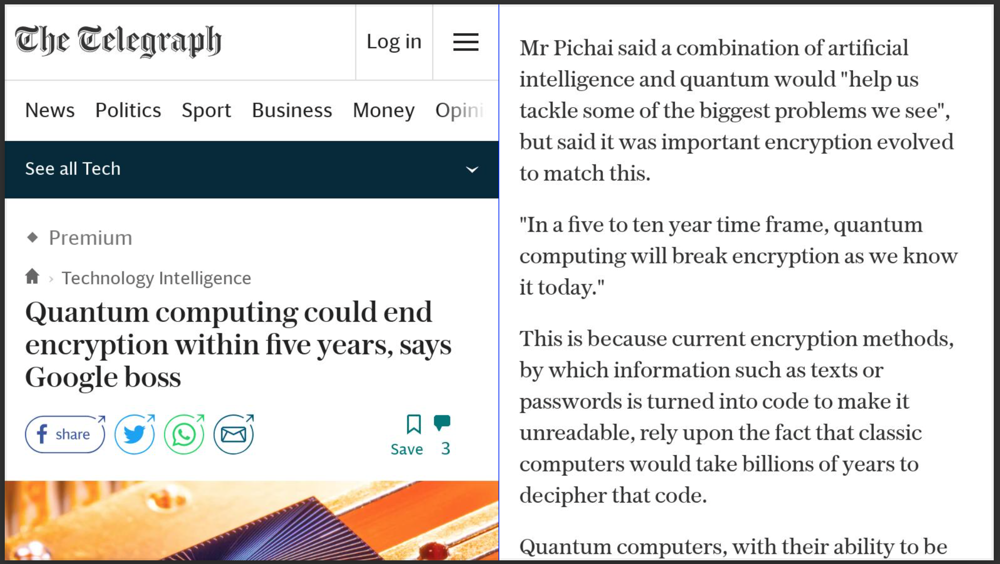 The Telegraph
Log in
News Politics Sport Business Money Opini
See all Tech
Premium
Technology Intelligence
Quantum computing could end
encryption within five years, says
Google boss
share
Save 3
Mr Pichai said a combination of artificial
intelligence and quantum would "help us
tackle some of the biggest problems we see",
but said it was important encryption evolved
to match this.
"In a five to ten year time frame, quantum
computing will break encryption as we know
it today."
This is because current encryption methods,
by which information such as texts or
passwords is turned into code to make it
unreadable, rely upon the fact that classic
computers would take billions of years to
decipher that code.
Quantum computers, with their ability to be